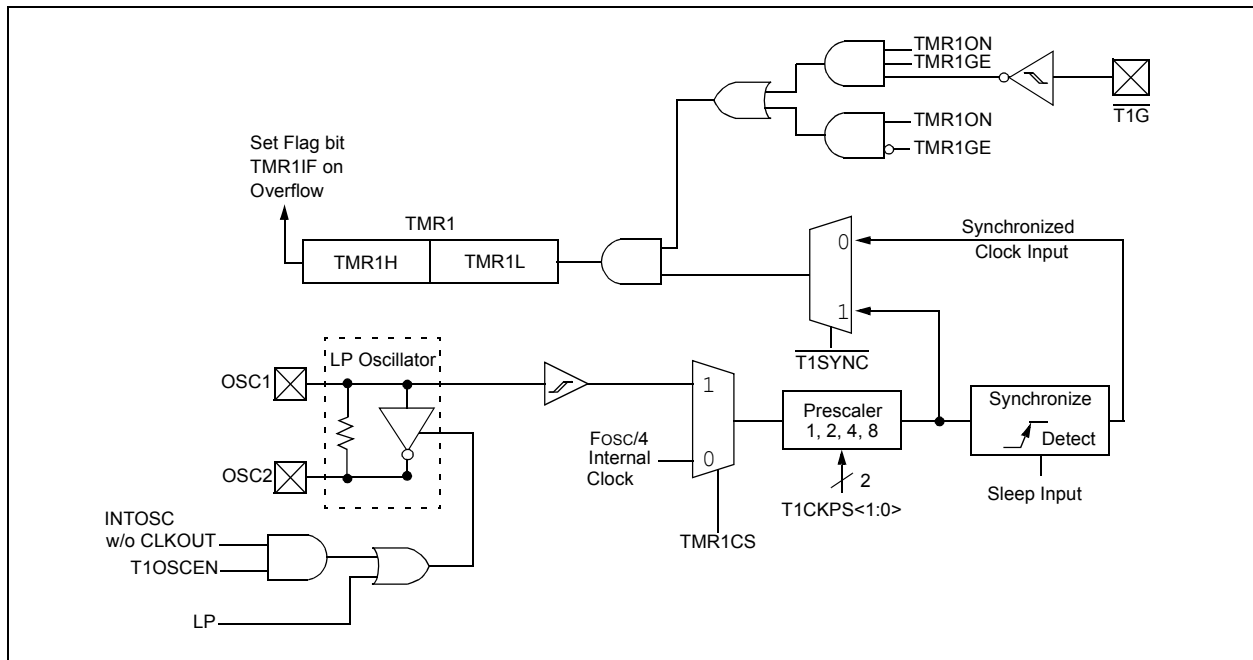 TMR1ON
TMR1GE
T1G
TMR1ON
TMR1GE
Set Flag bit
TMR1IF on
Overflow
TMR1
TMR1H
TMR1L
0
1
Synchronized
Clock Input
T1SYNC
LP Oscillator
OSC1
OSC2
1
0
FOSC/4
Internal
Clock
TMR1CS
Prescaler
1, 2, 4, 8
2
T1CKPS<1:0>
Synchronize
Detect
Sleep Input
INTOSC
w/o CLKOUT
T1OSCEN
LP